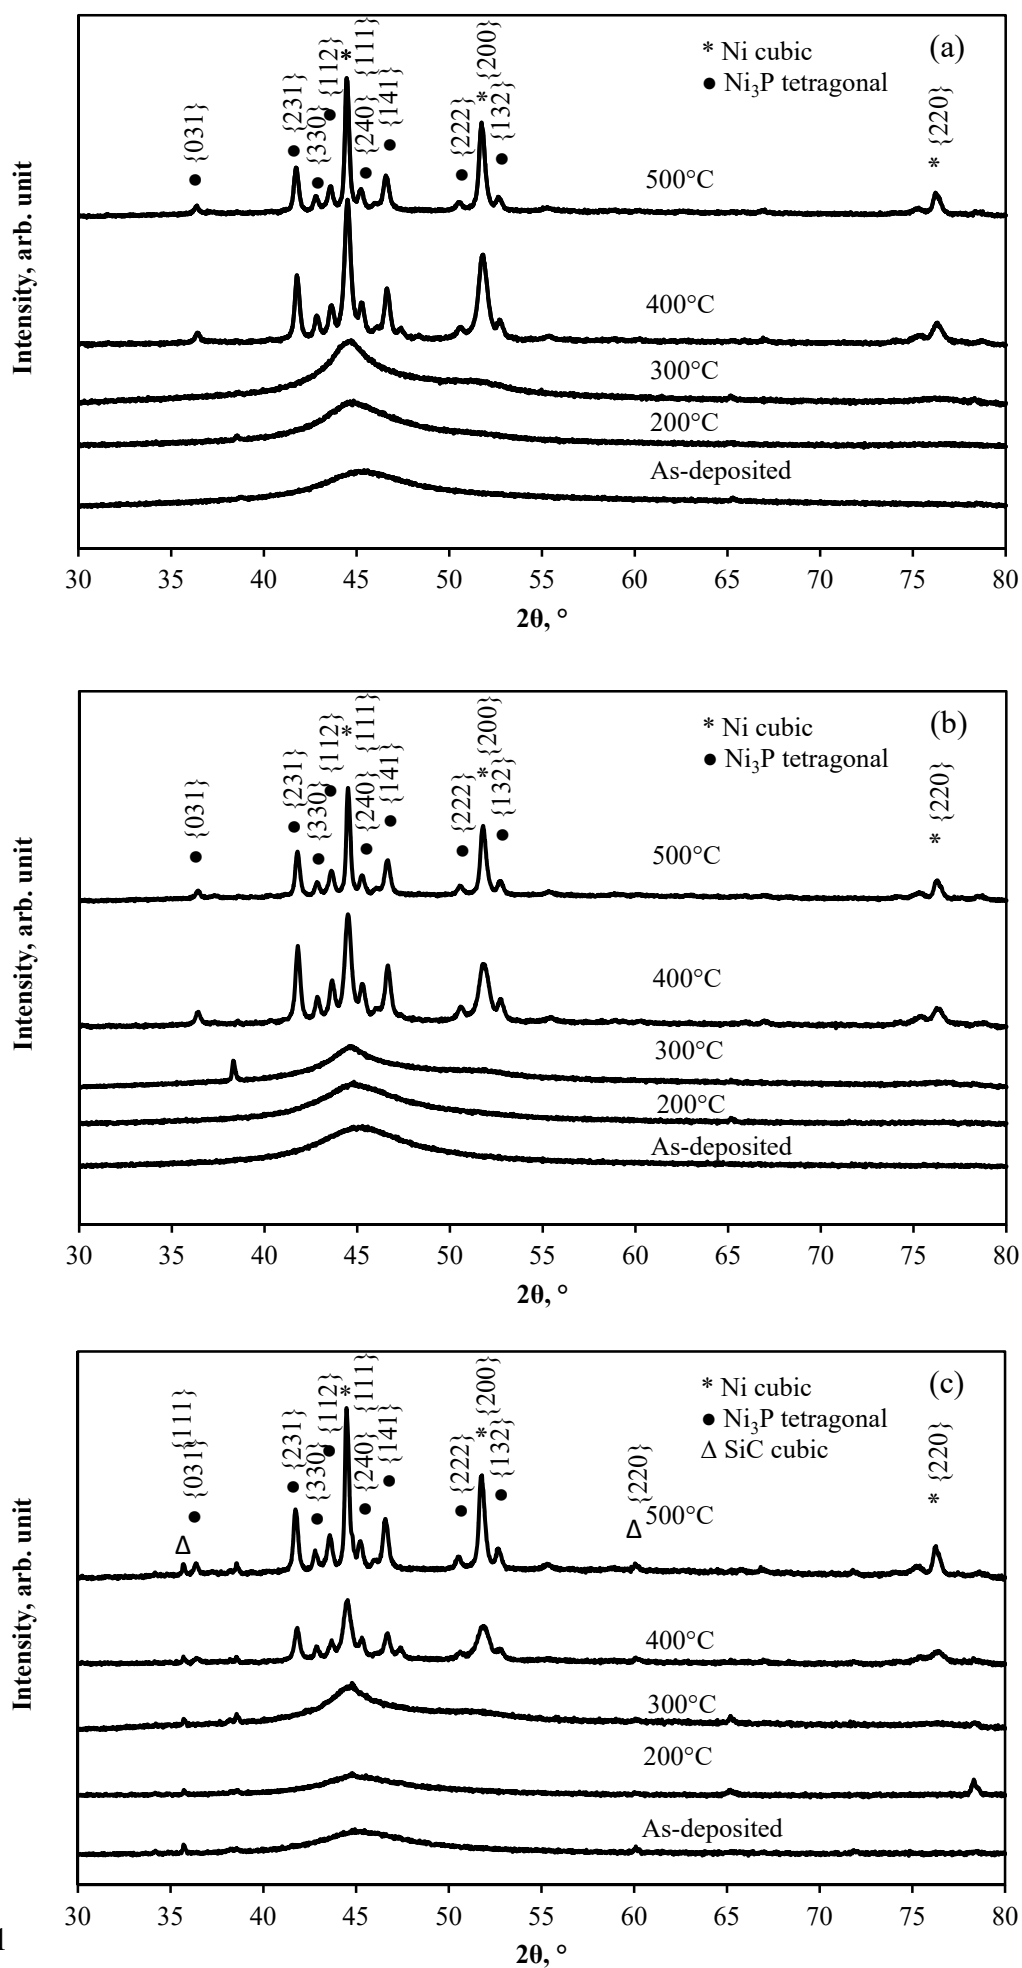 {031}
{231}
{330}
{112}
*
{111}
{240}
{141}
{222}
*
{200}
{132}
*
{220}
* Ni cubic
● Ni₃P tetragonal
(a)
500°C
400°C
300°C
200°C
As-deposited
Intensity, arb. unit
30 35 40 45 50 55 60 65 70 75 80
2θ, °
{031}
{231}
{330}
{112}
*
{111}
{240}
{141}
{222}
*
{200}
{132}
*
{220}
* Ni cubic
● Ni₃P tetragonal
(b)
500°C
400°C
300°C
200°C
As-deposited
Intensity, arb. unit
30 35 40 45 50 55 60 65 70 75 80
2θ, °
{111}
Δ
{031}
{231}
{330}
{112}
*
{111}
{240}
{141}
{222}
*
{200}
{132}
{220}
Δ
*
{220}
* Ni cubic
● Ni₃P tetragonal
Δ SiC cubic
(c)
500°C
400°C
300°C
200°C
As-deposited
Intensity, arb. unit
30 35 40 45 50 55 60 65 70 75 80
2θ, °